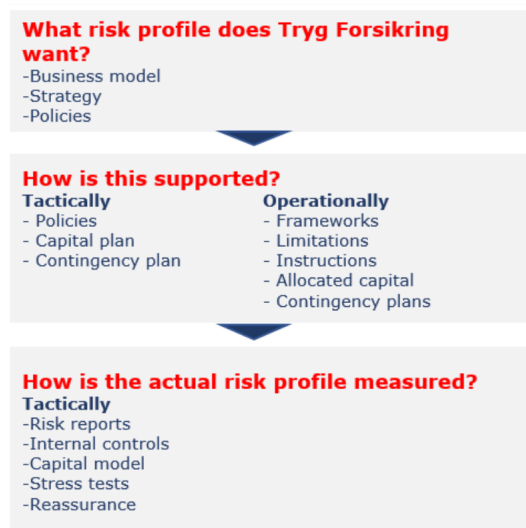 What risk profile does Tryg Forsikring
want?
-Business model
-Strategy
-Policies
How is this supported?
Tactically
- Policies
- Capital plan
- Contingency plan
Operationally
- Frameworks
- Limitations
- Instructions
- Allocated capital
- Contingency plans
How is the actual risk profile measured?
Tactically
-Risk reports
-Internal controls
-Capital model
-Stress tests
-Reassurance